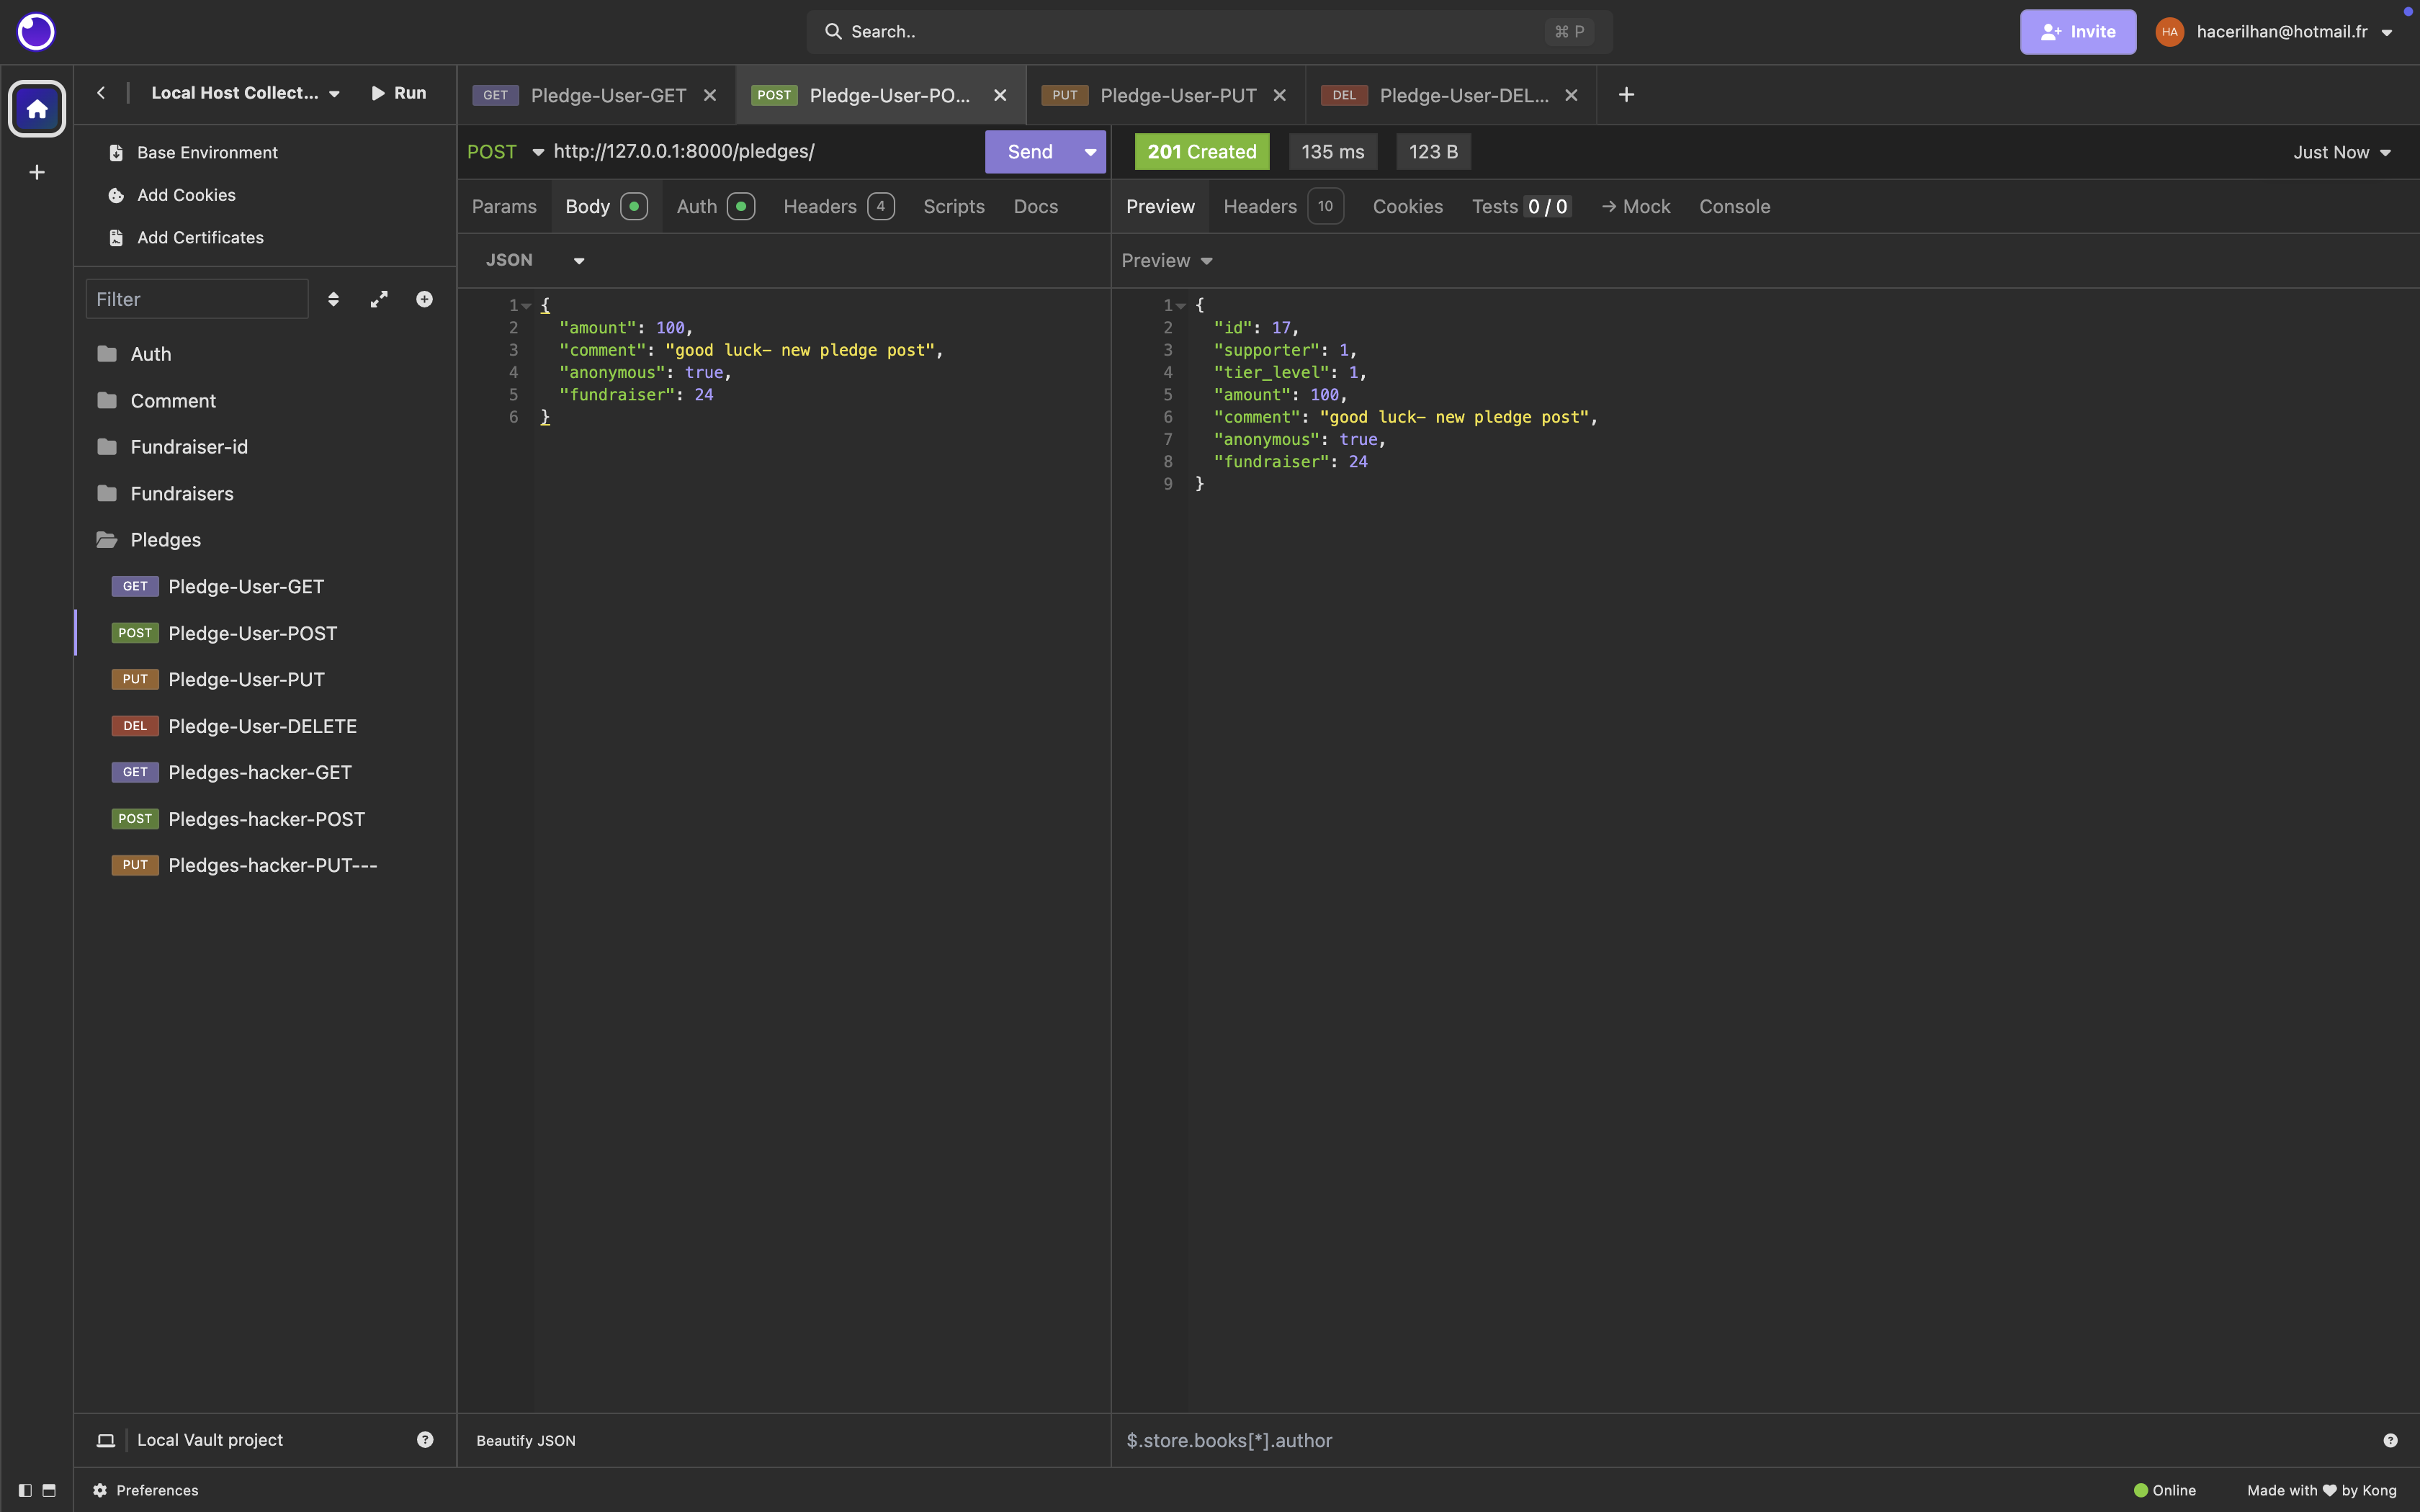 Search..
⌘ P
Invite
HA
hacerilhan@hotmail.fr
Local Host Collect...
Run
GET Pledge-User-GET
POST Pledge-User-PO...
PUT Pledge-User-PUT
DEL Pledge-User-DEL...
Base Environment
Add Cookies
Add Certificates
Filter
Auth
Comment
Fundraiser-id
Fundraisers
Pledges
GET Pledge-User-GET
POST Pledge-User-POST
PUT Pledge-User-PUT
DEL Pledge-User-DELETE
GET Pledges-hacker-GET
POST Pledges-hacker-POST
PUT Pledges-hacker-PUT---
Local Vault project
POST http://127.0.0.1:8000/pledges/ Send
Params Body Auth Headers 4 Scripts Docs
JSON
1 {
2 "amount": 100,
3 "comment": "good luck- new pledge post",
4 "anonymous": true,
5 "fundraiser": 24
6 }
Beautify JSON
201 Created 135 ms 123 B Just Now
Preview Headers 10 Cookies Tests 0 / 0 → Mock Console
Preview
1 {
2 "id": 17,
3 "supporter": 1,
4 "tier_level": 1,
5 "amount": 100,
6 "comment": "good luck- new pledge post",
7 "anonymous": true,
8 "fundraiser": 24
9 }
$.store.books[*].author
Preferences
Online
Made with ♥ by Kong